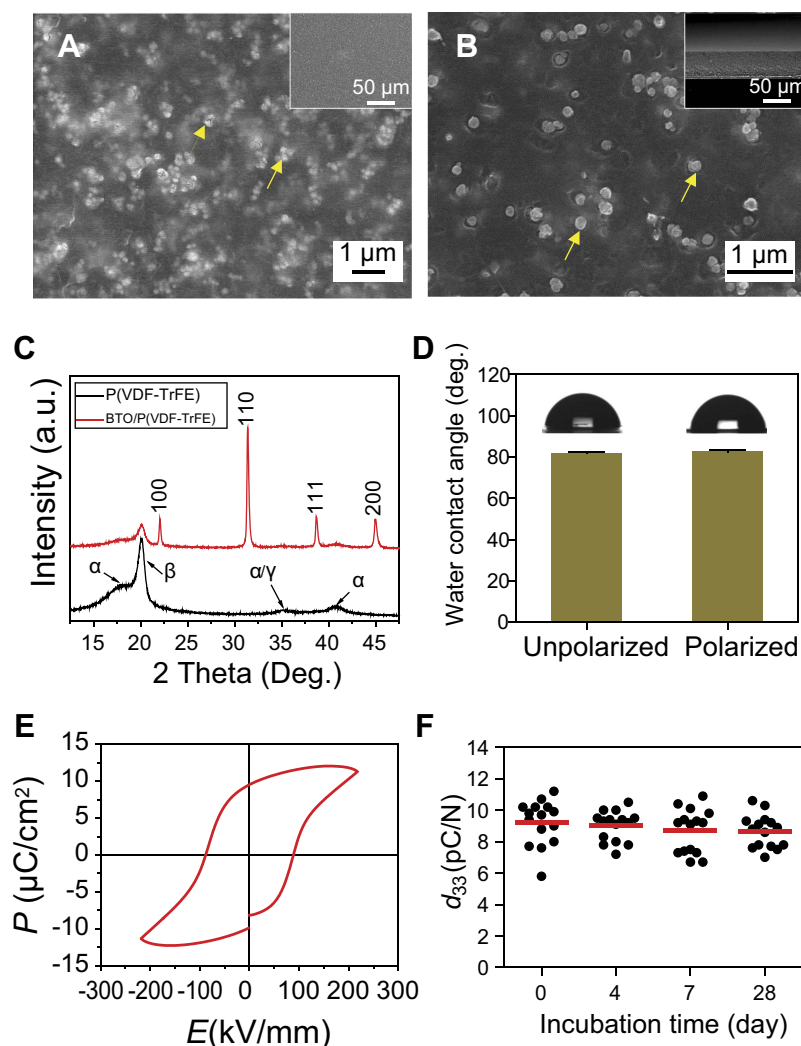 A
50 µm
1 µm
B
50 µm
1 µm
C
Intensity (a.u.)
P(VDF-TrFE)
BTO/P(VDF-TrFE)
100
110
111
200
α
β
α/γ
α
15 20 25 30 35 40 45
2 Theta (Deg.)
D
Water contact angle (deg.)
120
100
80
60
40
20
0
Unpolarized Polarized
E
P (µC/cm²)
15
10
5
0
-5
-10
-15
-300 -200 -100 0 100 200 300
E(kV/mm)
F
d₃₃(pC/N)
14
12
10
8
6
4
2
0
0 4 7 28
Incubation time (day)